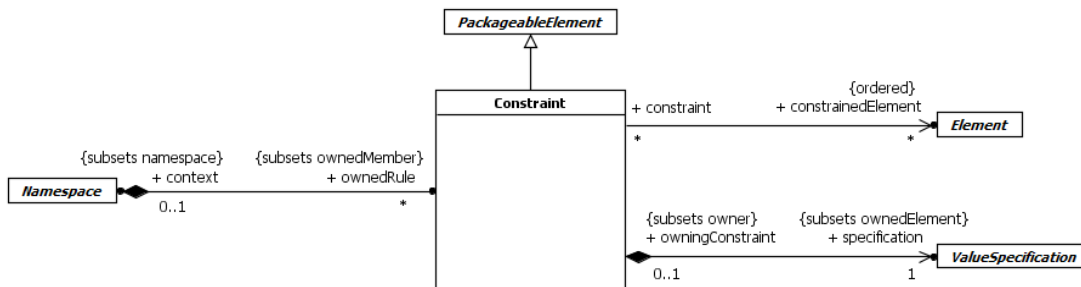 PackageableElement
Constraint
{ordered}
+ constraint
+ constrainedElement
*
*
Element
{subsets namespace}
{subsets ownedMember}
+ context
+ ownedRule
Namespace
0..1
*
{subsets owner}
{subsets ownedElement}
+ owningConstraint
+ specification
0..1
1
ValueSpecification